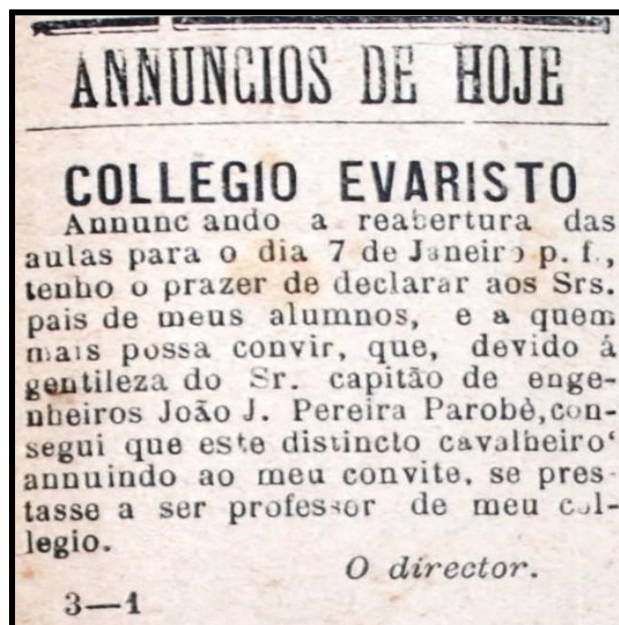 ANNUNCIOS DE HOJE
COLLEGIO EVARISTO
Annunc ando a reabertura das
aulas para o dia 7 de Janeiro p. f.,
tenho o prazer de declarar aos Srs.
pais de meus alumnos, e a quem
mais possa convir, que, devido á
gentileza do Sr. capitão de enge-
nheiros João J. Pereira Parobè,con-
segui que este distincto cavalheiro‘
annuindo ao meu convite, se pres-
tasse a ser professor de meu col-
legio.
O director.
3—1